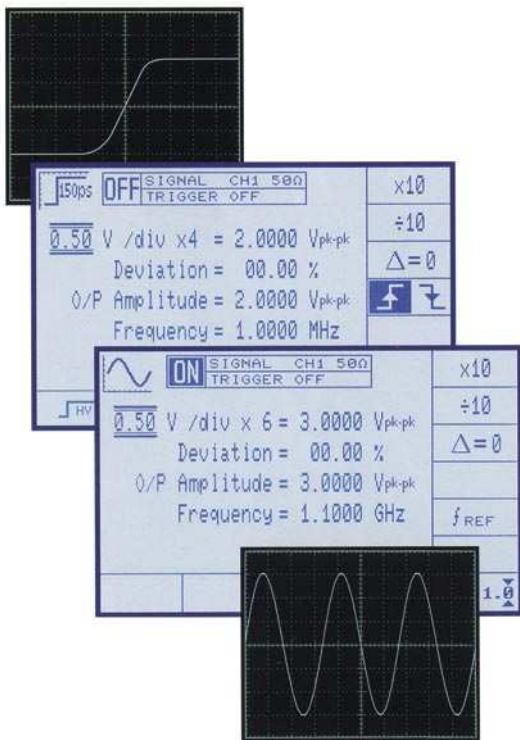 150ps OFF SIGNAL CH1 50Ω
TRIGGER OFF
0.50 V /div x4 = 2.0000 Vpk-pk
Deviation = 00.00 %
O/P Amplitude = 2.0000 Vpk-pk
Frequency = 1.0000 MHz
x10
÷10
Δ=0
HV
ON SIGNAL CH1 50Ω
TRIGGER OFF
0.50 V /div x 6 = 3.0000 Vpk-pk
Deviation = 00.00 %
O/P Amplitude = 3.0000 Vpk-pk
Frequency = 1.1000 GHz
x10
÷10
Δ=0
f REF
1.0